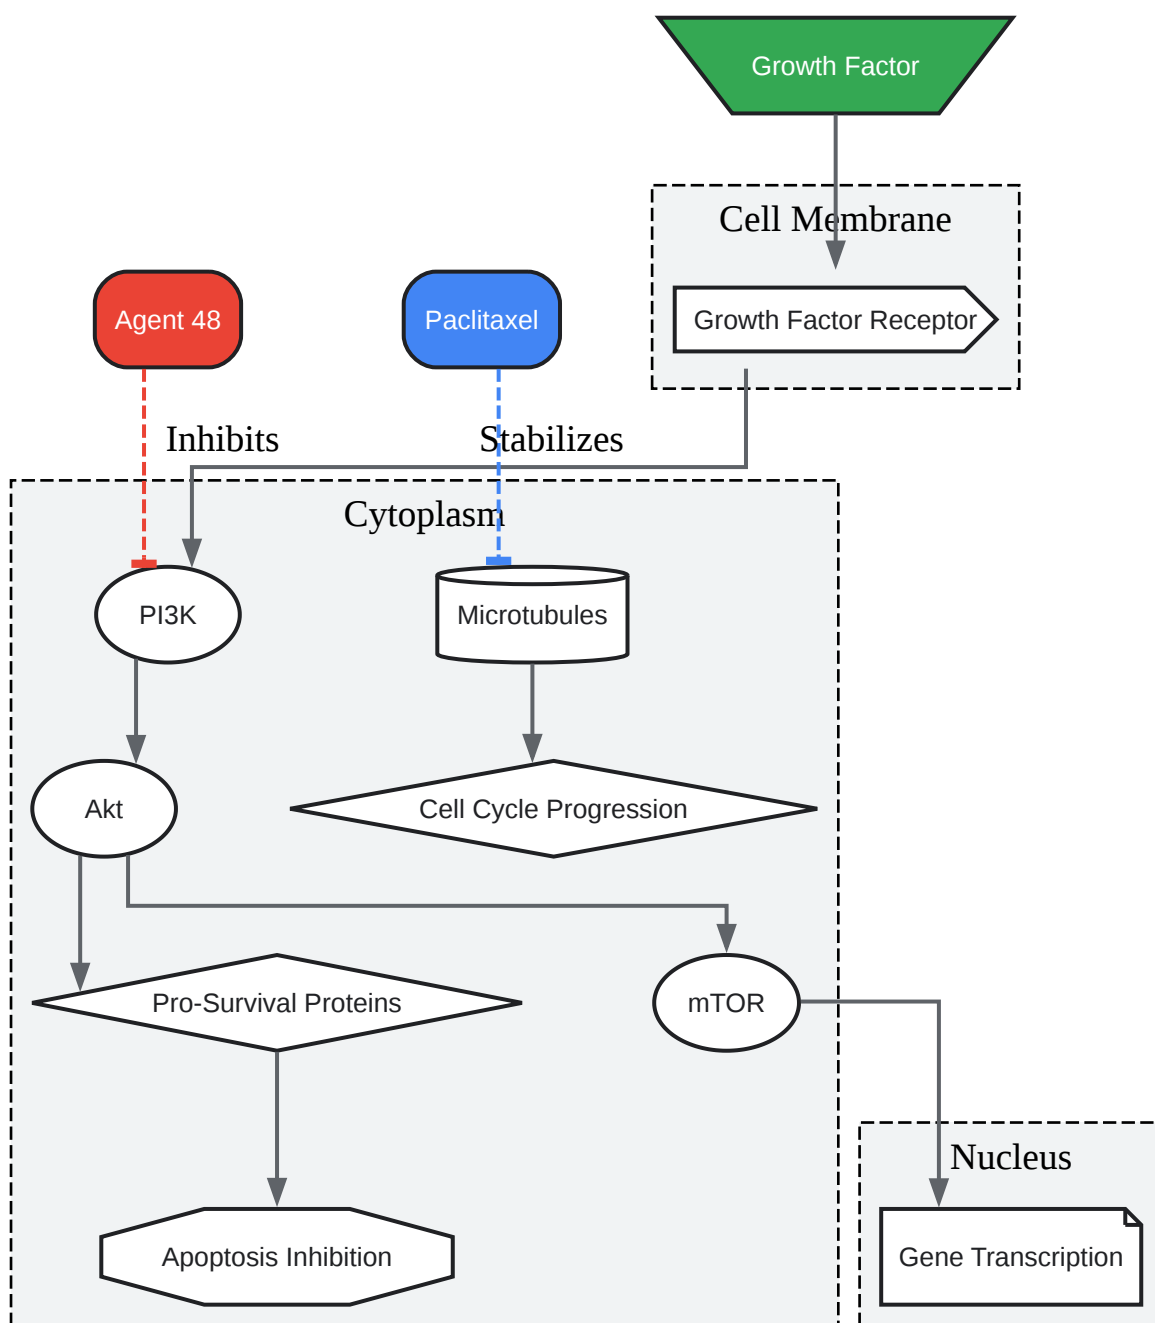 Growth Factor
Cell Membrane
Agent 48
Paclitaxel
Growth Factor Receptor
Inhibits
Stabilizes
Cytoplasm
PI3K
Microtubules
Akt
Cell Cycle Progression
Pro-Survival Proteins
mTOR
Nucleus
Apoptosis Inhibition
Gene Transcription